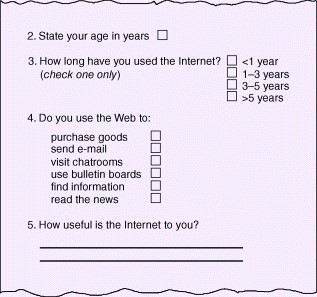 2. State your age in years □
3. How long have you used the Internet? □ <1 year
(check one only) □ 1–3 years
□ 3–5 years
□ >5 years
4. Do you use the Web to:
purchase goods □
send e-mail □
visit chatrooms □
use bulletin boards □
find information □
read the news □
5. How useful is the Internet to you?